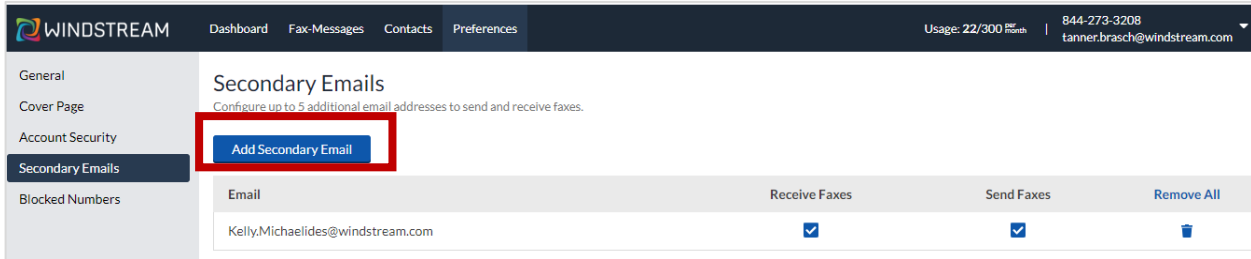 WINDSTREAM Dashboard Fax-Messages Contacts Preferences Usage: 22/300 per month | 844-273-3208
tanner.brasch@windstream.com
General
Cover Page
Account Security
Secondary Emails
Blocked Numbers
Secondary Emails
Configure up to 5 additional email addresses to send and receive faxes.
Add Secondary Email
Email Receive Faxes Send Faxes Remove All
Kelly.Michaelides@windstream.com